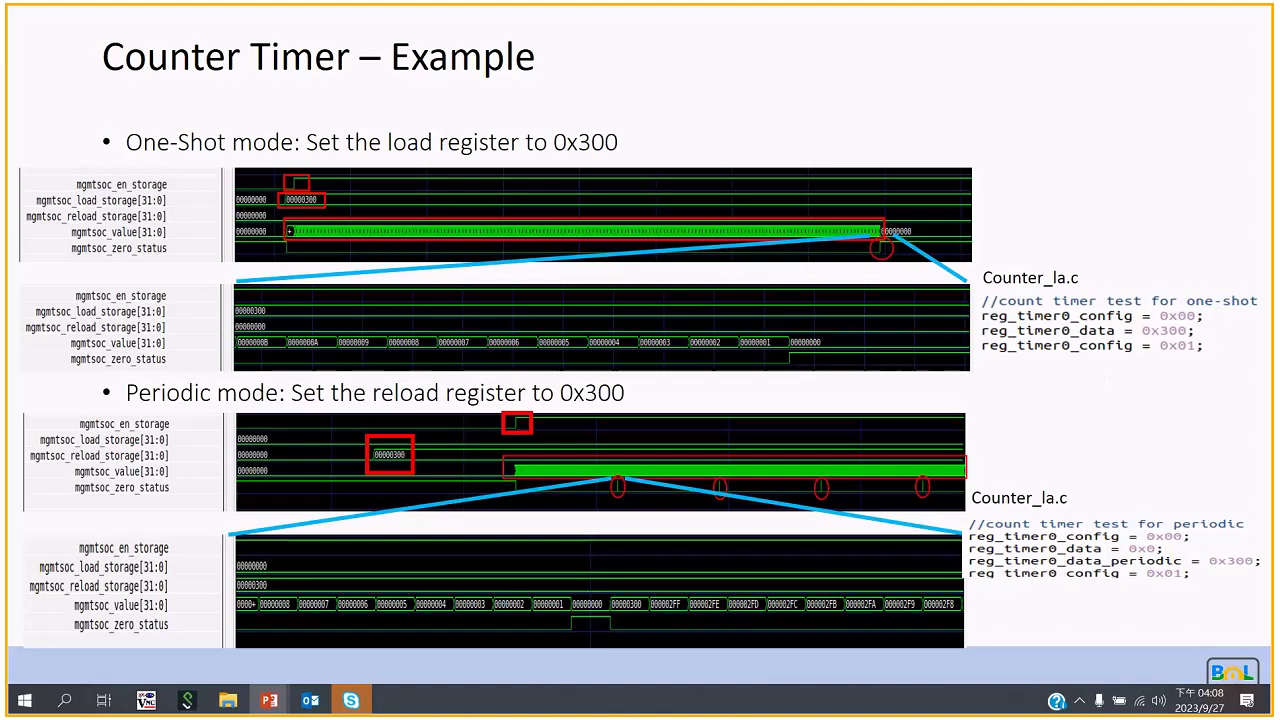 Counter Timer – Example
• One-Shot mode: Set the load register to 0x300
mgmtsoc_en_storage
mgmtsoc_load_storage[31:0] 00000000 00000300
mgmtsoc_reload_storage[31:0] 00000000
mgmtsoc_value[31:0] 00000000 + 00000000
mgmtsoc_zero_status
Counter_la.c
//count timer test for one-shot
reg_timer0_config = 0x00;
reg_timer0_data = 0x300;
reg_timer0_config = 0x01;
mgmtsoc_en_storage
mgmtsoc_load_storage[31:0] 00000300
mgmtsoc_reload_storage[31:0] 00000000
mgmtsoc_value[31:0] 0000000B 0000000A 00000009 00000008 00000007 00000006 00000005 00000004 00000003 00000002 00000001 00000000
mgmtsoc_zero_status
• Periodic mode: Set the reload register to 0x300
mgmtsoc_en_storage
mgmtsoc_load_storage[31:0] 00000000
mgmtsoc_reload_storage[31:0] 00000000 00000300
mgmtsoc_value[31:0] 00000000
mgmtsoc_zero_status
Counter_la.c
//count timer test for periodic
reg_timer0_config = 0x00;
reg_timer0_data = 0x0;
reg_timer0_data_periodic = 0x300;
reg_timer0_config = 0x01;
mgmtsoc_en_storage
mgmtsoc_load_storage[31:0] 00000000
mgmtsoc_reload_storage[31:0] 00000300
mgmtsoc_value[31:0] 0000+ 00000008 00000007 00000006 00000005 00000004 00000003 00000002 00000001 00000000 00000300 000002FF 000002FE 000002FD 000002FC 000002FB 000002FA 000002F9 000002F8
mgmtsoc_zero_status
BOL
下午 04:08
2023/9/27